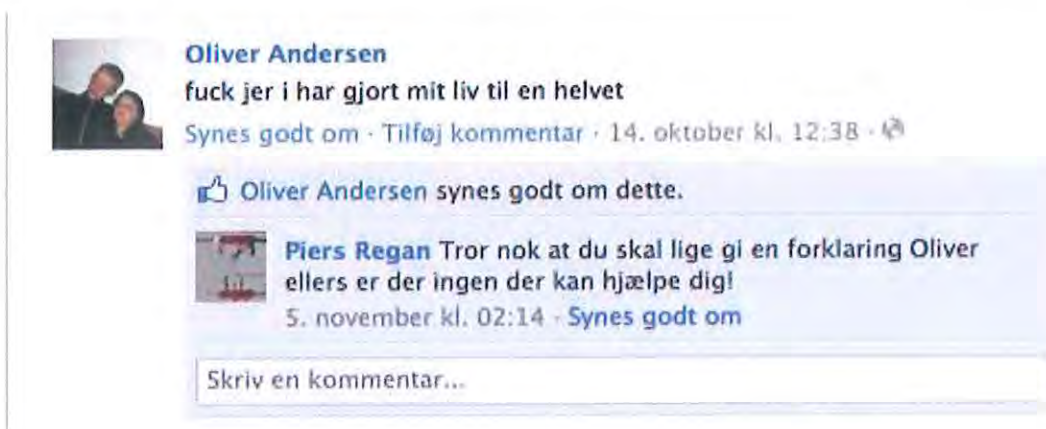 Oliver Andersen
fuck jer i har gjort mit liv til en helvet
Synes godt om · Tilføj kommentar · 14. oktober kl. 12:38 ·
Oliver Andersen synes godt om dette.
Piers Regan Tror nok at du skal lige gi en forklaring Oliver
ellers er der ingen der kan hjælpe dig!
5. november kl. 02:14 · Synes godt om
Skriv en kommentar...